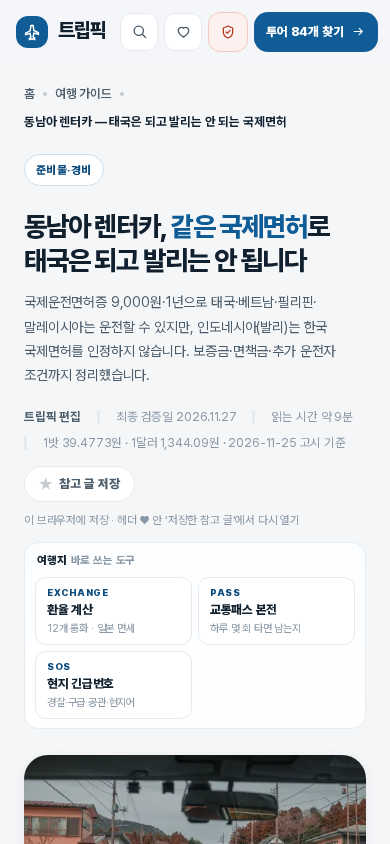 트립픽
투어 84개 찾기 →
홈 • 여행 가이드 •
동남아 렌터카 — 태국은 되고 발리는 안 되는 국제면허
준비물·경비
동남아 렌터카, 같은 국제면허로
태국은 되고 발리는 안 됩니다
국제운전면허증 9,000원·1년으로 태국·베트남·필리핀·
말레이시아는 운전할 수 있지만, 인도네시아(발리)는 한국
국제면허를 인정하지 않습니다. 보증금·면책금·추가 운전자
조건까지 정리했습니다.
트립픽 편집 | 최종 검증일 2026.11.27 | 읽는 시간 약 9분
| 1밧 39.4773원 · 1달러 1,344.09원 · 2026-11-25 고시 기준
★ 참고 글 저장
이 브라우저에 저장 · 헤더 ♥ 안 ‘저장한 참고 글’에서 다시 열기
여행지 바로 쓰는 도구
EXCHANGE
환율 계산
12개 통화 · 일본 면세
PASS
교통패스 본전
하루 몇 회 타면 남는지
SOS
현지 긴급번호
경찰·구급·공관·현지어